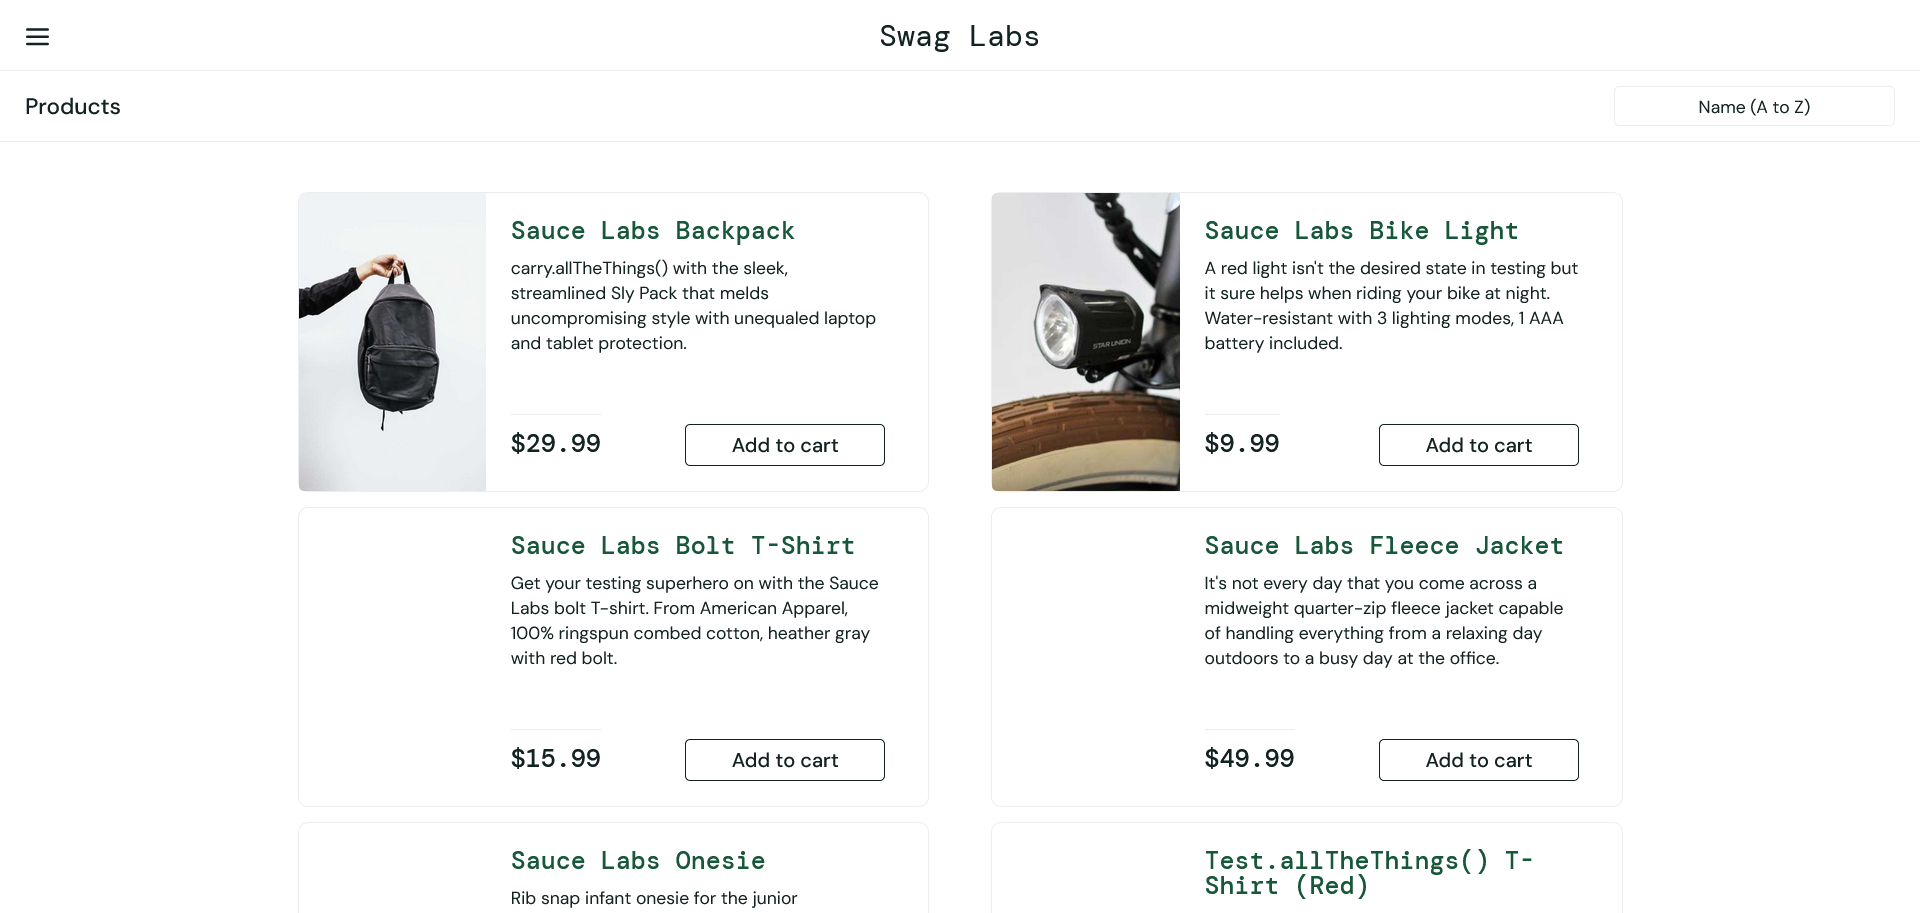 Swag Labs
Products
Name (A to Z)
Sauce Labs Backpack
carry.allTheThings() with the sleek,
streamlined Sly Pack that melds
uncompromising style with unequaled laptop
and tablet protection.
$29.99
Add to cart
Sauce Labs Bike Light
A red light isn't the desired state in testing but
it sure helps when riding your bike at night.
Water-resistant with 3 lighting modes, 1 AAA
battery included.
STAR UNION
$9.99
Add to cart
Sauce Labs Bolt T-Shirt
Get your testing superhero on with the Sauce
Labs bolt T-shirt. From American Apparel,
100% ringspun combed cotton, heather gray
with red bolt.
$15.99
Add to cart
Sauce Labs Fleece Jacket
It's not every day that you come across a
midweight quarter-zip fleece jacket capable
of handling everything from a relaxing day
outdoors to a busy day at the office.
$49.99
Add to cart
Sauce Labs Onesie
Rib snap infant onesie for the junior
Test.allTheThings() T-
Shirt (Red)